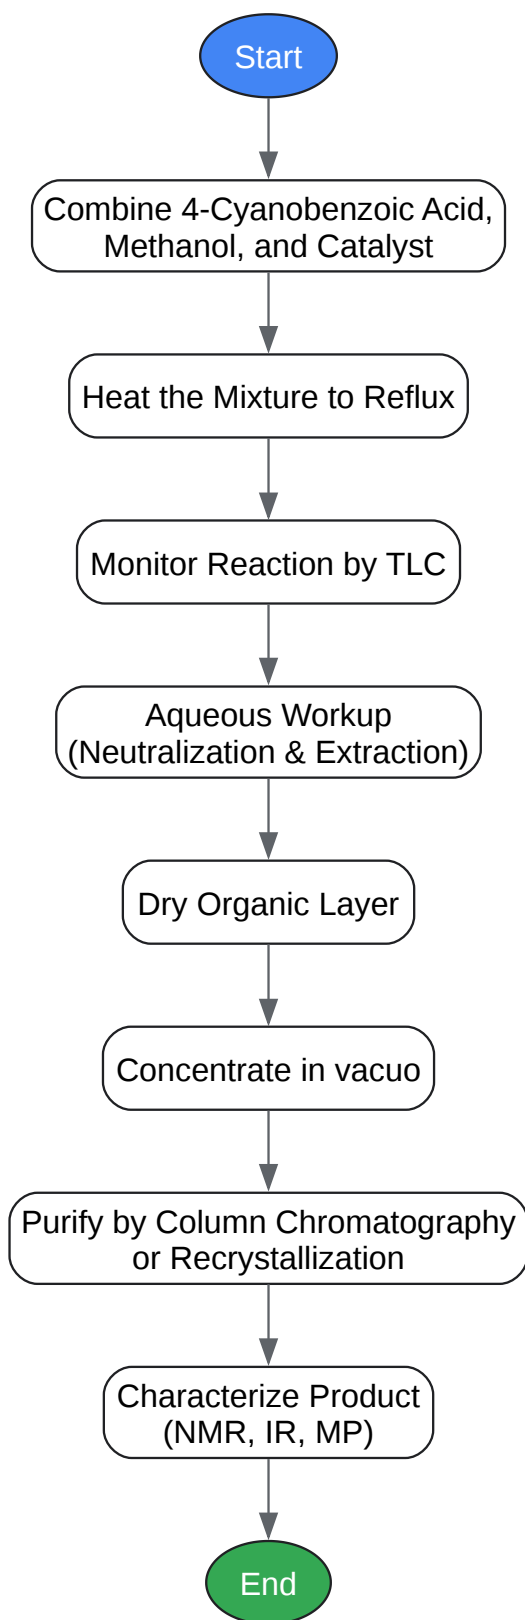 Start
Combine 4-Cyanobenzoic Acid,
Methanol, and Catalyst
Heat the Mixture to Reflux
Monitor Reaction by TLC
Aqueous Workup
(Neutralization & Extraction)
Dry Organic Layer
Concentrate in vacuo
Purify by Column Chromatography
or Recrystallization
Characterize Product
(NMR, IR, MP)
End